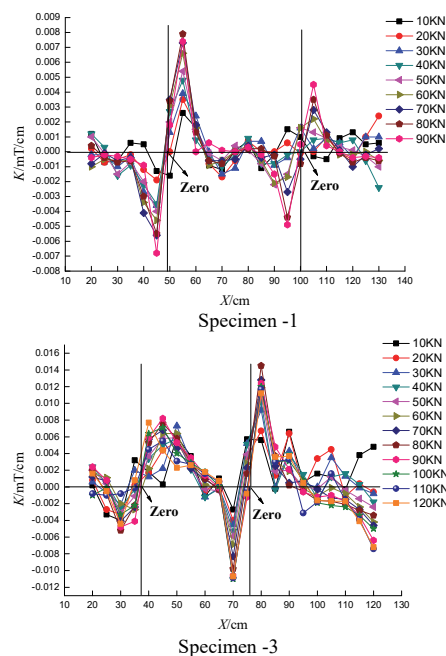 0.009
0.008
0.007
0.006
0.005
0.004
0.003
0.002
0.001
0.000
-0.001
-0.002
-0.003
-0.004
-0.005
-0.006
-0.007
-0.008
K/mT/cm
10 20 30 40 50 60 70 80 90 100 110 120 130 140
X/cm
Zero
Zero
10KN
20KN
30KN
40KN
50KN
60KN
70KN
80KN
90KN
Specimen -1
0.016
0.014
0.012
0.010
0.008
0.006
0.004
0.002
0.000
-0.002
-0.004
-0.006
-0.008
-0.010
-0.012
K/mT/cm
10 20 30 40 50 60 70 80 90 100 110 120 130
X/cm
Zero
Zero
10KN
20KN
30KN
40KN
50KN
60KN
70KN
80KN
90KN
100KN
110KN
120KN
Specimen -3